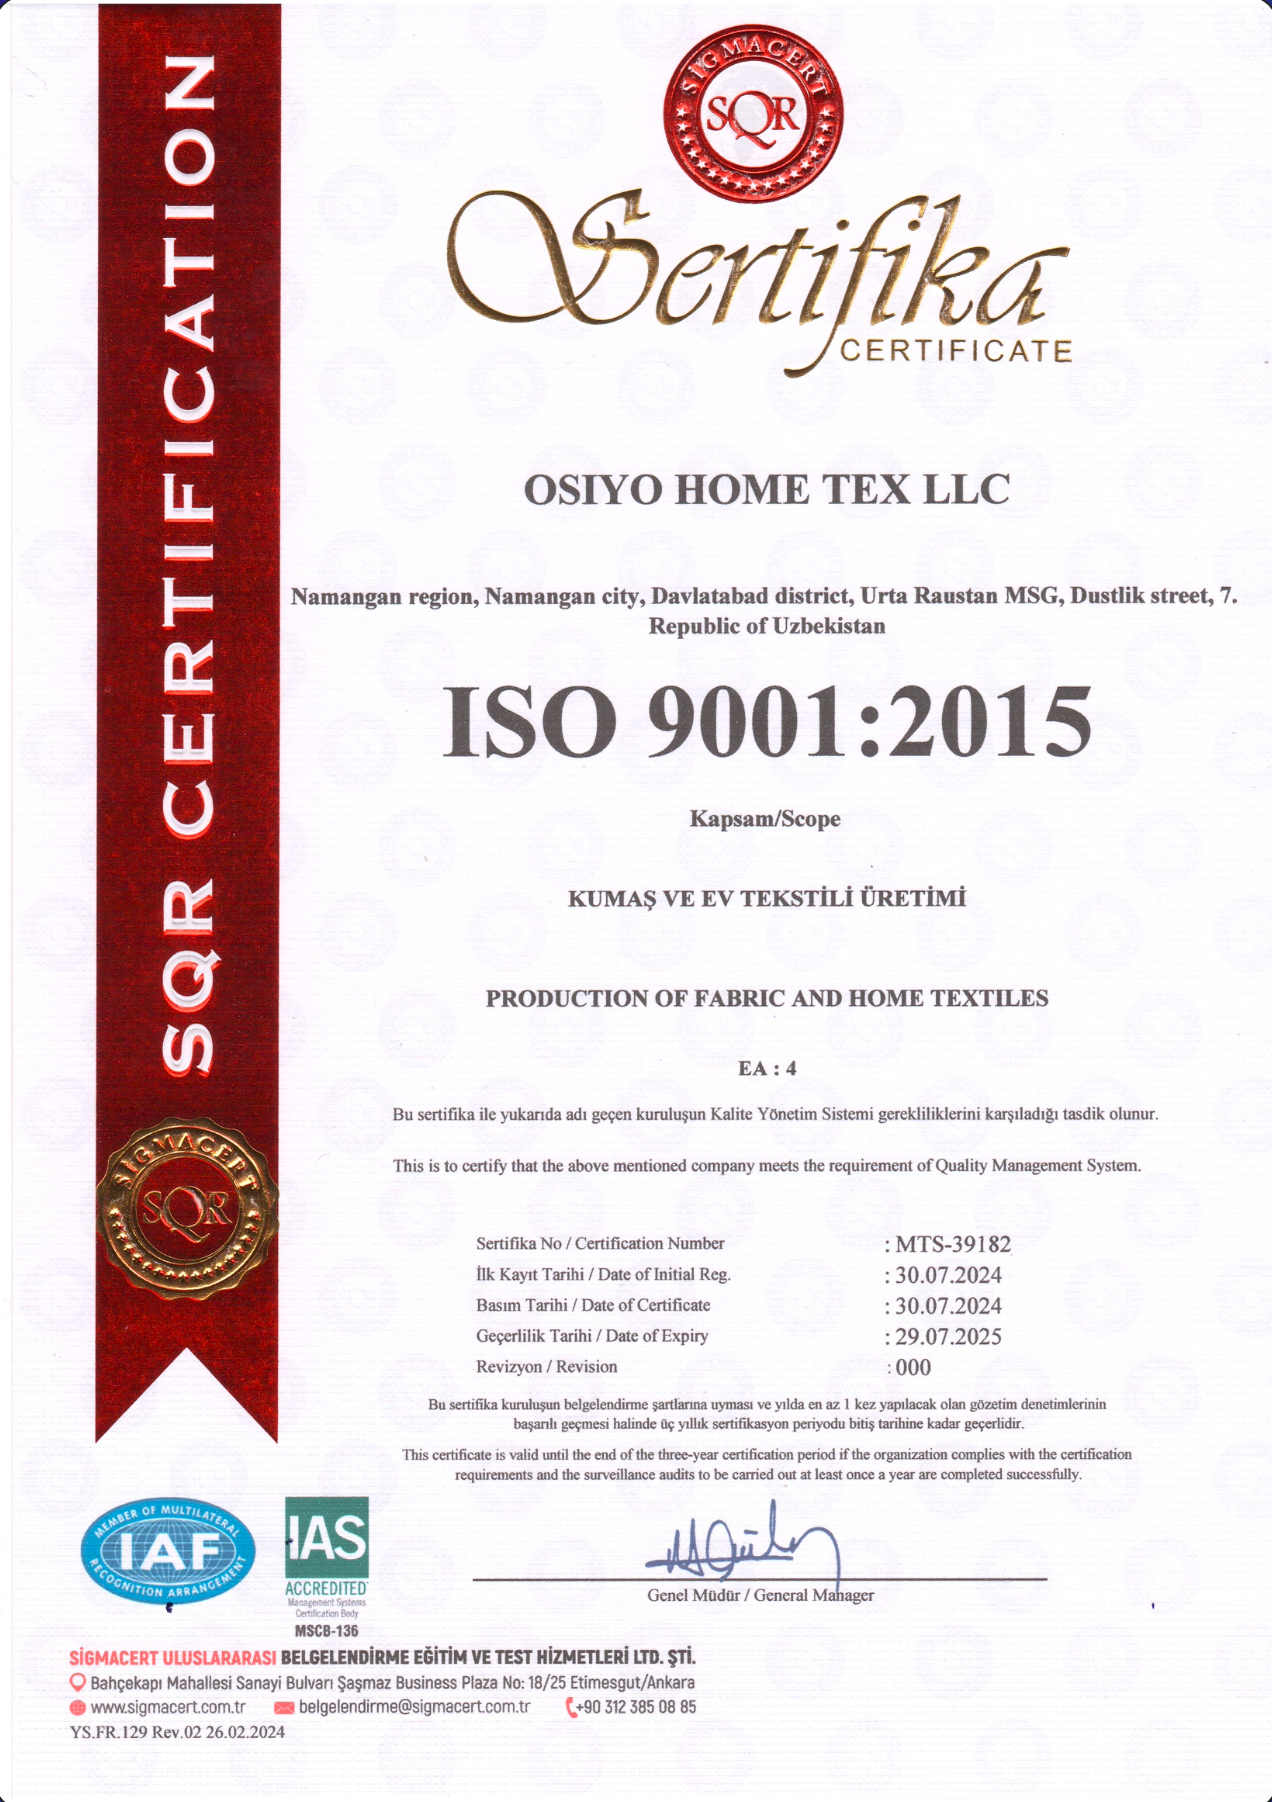 SQR CERTIFICATION
SİGMACERT
SQR
Sertifika
CERTIFICATE
OSIYO HOME TEX LLC
Namangan region, Namangan city, Davlatabad district, Urta Raustan MSG, Dustlik street, 7.
Republic of Uzbekistan
ISO 9001:2015
Kapsam/Scope
KUMAŞ VE EV TEKSTİLİ ÜRETİMİ
PRODUCTION OF FABRIC AND HOME TEXTILES
EA : 4
Bu sertifika ile yukarıda adı geçen kuruluşun Kalite Yönetim Sistemi gerekliliklerini karşıladığı tasdik olunur.
This is to certify that the above mentioned company meets the requirement of Quality Management System.
SİGMACERT
SQR
Sertifika No / Certification Number : MTS-39182
İlk Kayıt Tarihi / Date of Initial Reg. : 30.07.2024
Basım Tarihi / Date of Certificate : 30.07.2024
Geçerlilik Tarihi / Date of Expiry : 29.07.2025
Revizyon / Revision : 000
Bu sertifika kuruluşun belgelendirme şartlarına uyması ve yılda en az 1 kez yapılacak olan gözetim denetimlerinin
başarılı geçmesi halinde üç yıllık sertifikasyon periyodu bitiş tarihine kadar geçerlidir.
This certificate is valid until the end of the three-year certification period if the organization complies with the certification
requirements and the surveillance audits to be carried out at least once a year are completed successfully.
MEMBER OF MULTILATERAL
IAF
RECOGNITION ARRANGEMENT
IAS
ACCREDITED
Management Systems
Certification Body
MSCB-136
Genel Müdür / General Manager
SİGMACERT ULUSLARARASI BELGELENDİRME EĞİTİM VE TEST HİZMETLERİ LTD. ŞTİ.
Bahçekapı Mahallesi Sanayi Bulvarı Şaşmaz Business Plaza No: 18/25 Etimesgut/Ankara
www.sigmacert.com.tr belgelendirme@sigmacert.com.tr +90 312 385 08 85
YS.FR.129 Rev.02 26.02.2024